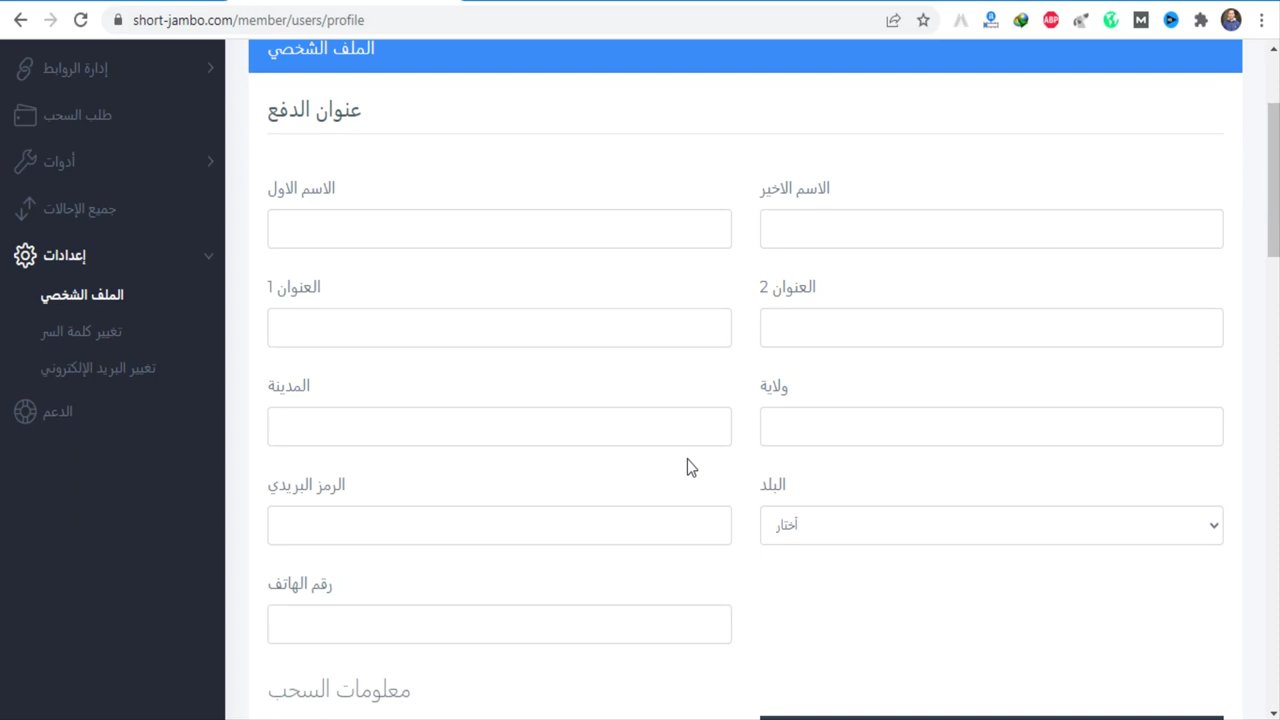 short-jambo.com/member/users/profile
إدارة الروابط
طلب السحب
أدوات
جميع الإحالات
إعدادات
الملف الشخصي
تغيير كلمة السر
تغيير البريد الإلكتروني
الدعم
الملف الشخصي
عنوان الدفع
الاسم الاول
الاسم الاخير
العنوان 1
العنوان 2
المدينة
ولاية
الرمز البريدي
البلد
أختار
رقم الهاتف
معلومات السحب
ABP
M